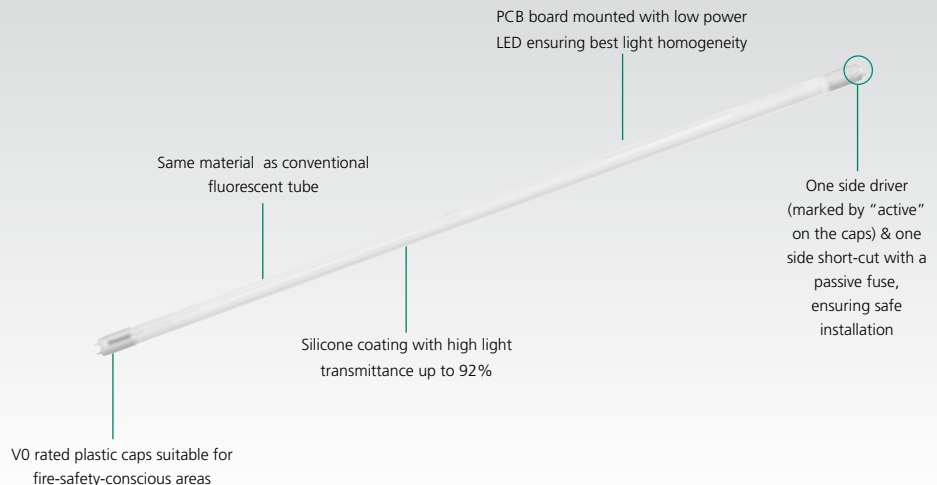 PCB board mounted with low power
LED ensuring best light homogeneity
Same material as conventional
fluorescent tube
One side driver
(marked by “active”
on the caps) & one
side short-cut with a
passive fuse,
ensuring safe
installation
Silicone coating with high light
transmittance up to 92%
V0 rated plastic caps suitable for
fire-safety-conscious areas